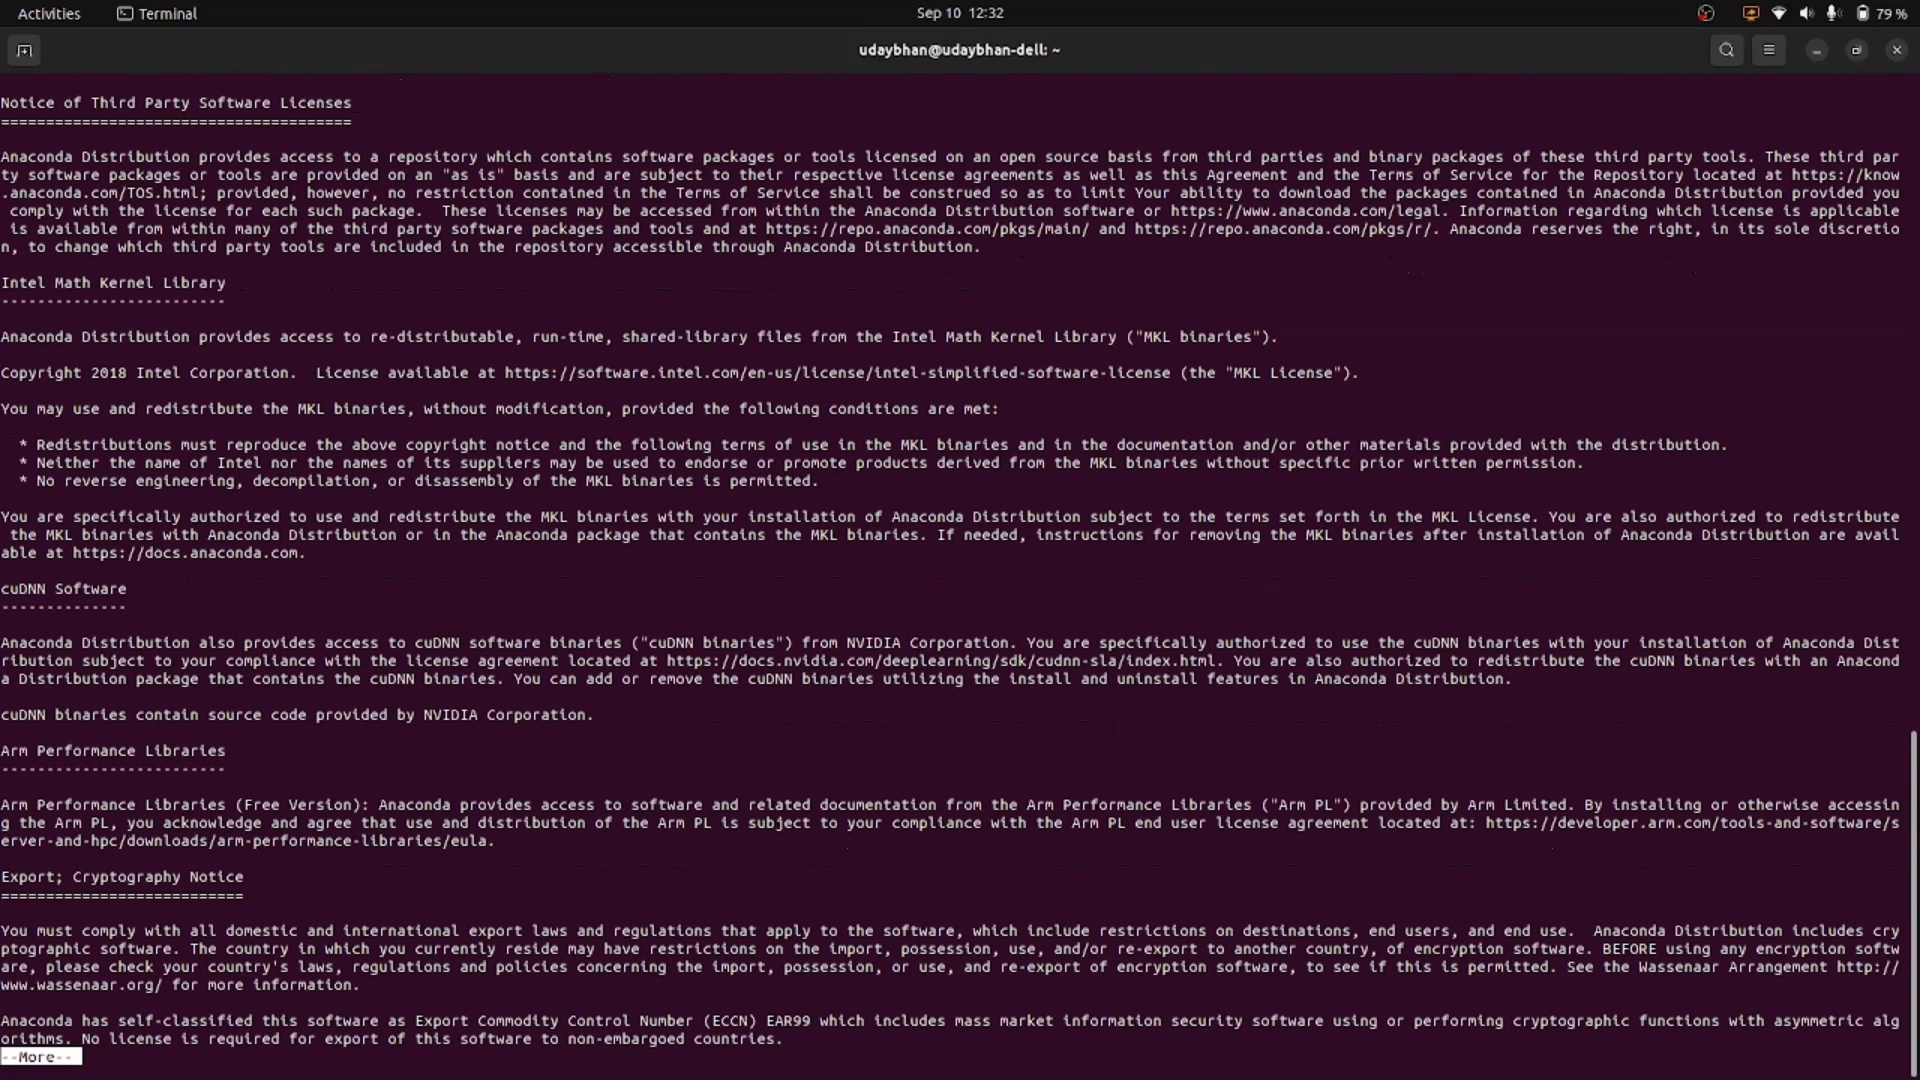 Activities
Terminal
Sep 10 12:32
79 %
udaybhan@udaybhan-dell: ~
Notice of Third Party Software Licenses
=======================================
Anaconda Distribution provides access to a repository which contains software packages or tools licensed on an open source basis from third parties and binary packages of these third party tools. These third par
ty software packages or tools are provided on an "as is" basis and are subject to their respective license agreements as well as this Agreement and the Terms of Service for the Repository located at https://know
.anaconda.com/TOS.html; provided, however, no restriction contained in the Terms of Service shall be construed so as to limit Your ability to download the packages contained in Anaconda Distribution provided you
comply with the license for each such package.  These licenses may be accessed from within the Anaconda Distribution software or https://www.anaconda.com/legal. Information regarding which license is applicable
is available from within many of the third party software packages and tools and at https://repo.anaconda.com/pkgs/main/ and https://repo.anaconda.com/pkgs/r/. Anaconda reserves the right, in its sole discretio
n, to change which third party tools are included in the repository accessible through Anaconda Distribution.
Intel Math Kernel Library
-------------------------
Anaconda Distribution provides access to re-distributable, run-time, shared-library files from the Intel Math Kernel Library ("MKL binaries").
Copyright 2018 Intel Corporation.  License available at https://software.intel.com/en-us/license/intel-simplified-software-license (the "MKL License").
You may use and redistribute the MKL binaries, without modification, provided the following conditions are met:
* Redistributions must reproduce the above copyright notice and the following terms of use in the MKL binaries and in the documentation and/or other materials provided with the distribution.
* Neither the name of Intel nor the names of its suppliers may be used to endorse or promote products derived from the MKL binaries without specific prior written permission.
* No reverse engineering, decompilation, or disassembly of the MKL binaries is permitted.
You are specifically authorized to use and redistribute the MKL binaries with your installation of Anaconda Distribution subject to the terms set forth in the MKL License. You are also authorized to redistribute
the MKL binaries with Anaconda Distribution or in the Anaconda package that contains the MKL binaries. If needed, instructions for removing the MKL binaries after installation of Anaconda Distribution are avail
able at https://docs.anaconda.com.
cuDNN Software
--------------
Anaconda Distribution also provides access to cuDNN software binaries ("cuDNN binaries") from NVIDIA Corporation. You are specifically authorized to use the cuDNN binaries with your installation of Anaconda Dist
ribution subject to your compliance with the license agreement located at https://docs.nvidia.com/deeplearning/sdk/cudnn-sla/index.html. You are also authorized to redistribute the cuDNN binaries with an Anacond
a Distribution package that contains the cuDNN binaries. You can add or remove the cuDNN binaries utilizing the install and uninstall features in Anaconda Distribution.
cuDNN binaries contain source code provided by NVIDIA Corporation.
Arm Performance Libraries
-------------------------
Arm Performance Libraries (Free Version): Anaconda provides access to software and related documentation from the Arm Performance Libraries ("Arm PL") provided by Arm Limited. By installing or otherwise accessin
g the Arm PL, you acknowledge and agree that use and distribution of the Arm PL is subject to your compliance with the Arm PL end user license agreement located at: https://developer.arm.com/tools-and-software/s
erver-and-hpc/downloads/arm-performance-libraries/eula.
Export; Cryptography Notice
===========================
You must comply with all domestic and international export laws and regulations that apply to the software, which include restrictions on destinations, end users, and end use.  Anaconda Distribution includes cry
ptographic software. The country in which you currently reside may have restrictions on the import, possession, use, and/or re-export to another country, of encryption software. BEFORE using any encryption softw
are, please check your country's laws, regulations and policies concerning the import, possession, or use, and re-export of encryption software, to see if this is permitted. See the Wassenaar Arrangement http://
www.wassenaar.org/ for more information.
Anaconda has self-classified this software as Export Commodity Control Number (ECCN) EAR99 which includes mass market information security software using or performing cryptographic functions with asymmetric alg
orithms. No license is required for export of this software to non-embargoed countries.
--More--